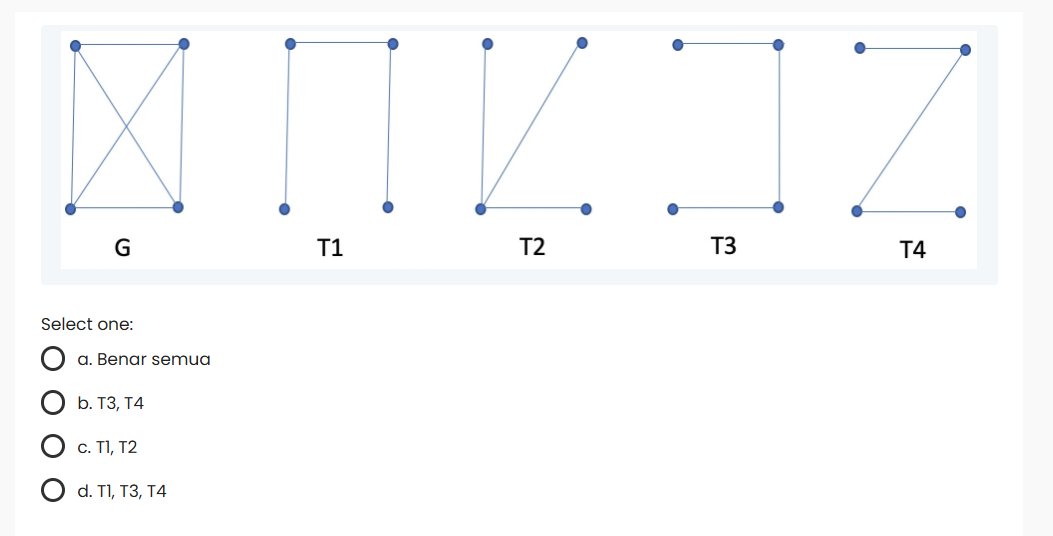 G T1 T2 T3 T4
Select one:
a. Benar semua
b. T3, T4
c. T1, T2
d. T1, T3, T4